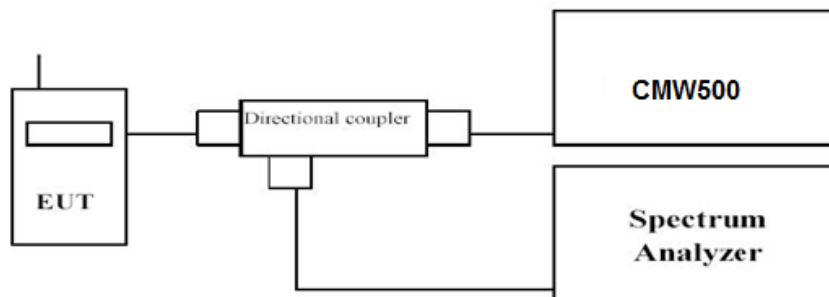 EUT
Directional coupler
CMW500
Spectrum
Analyzer